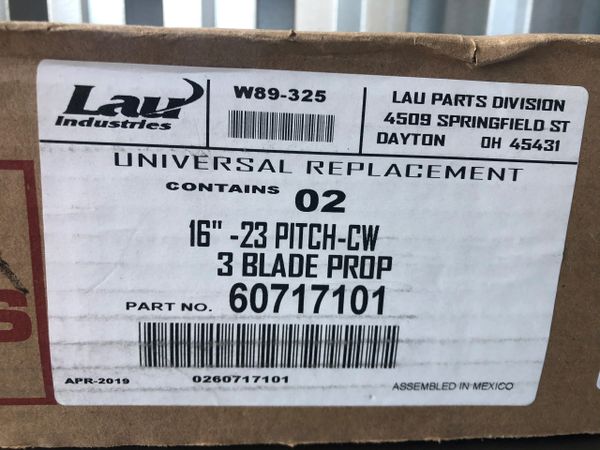 Lau
Industries
W89-325
LAU PARTS DIVISION
4509 SPRINGFIELD ST
DAYTON OH 45431
UNIVERSAL REPLACEMENT
CONTAINS 02
16" -23 PITCH-CW
3 BLADE PROP
PART NO. 60717101
APR-2019
0260717101
ASSEMBLED IN MEXICO